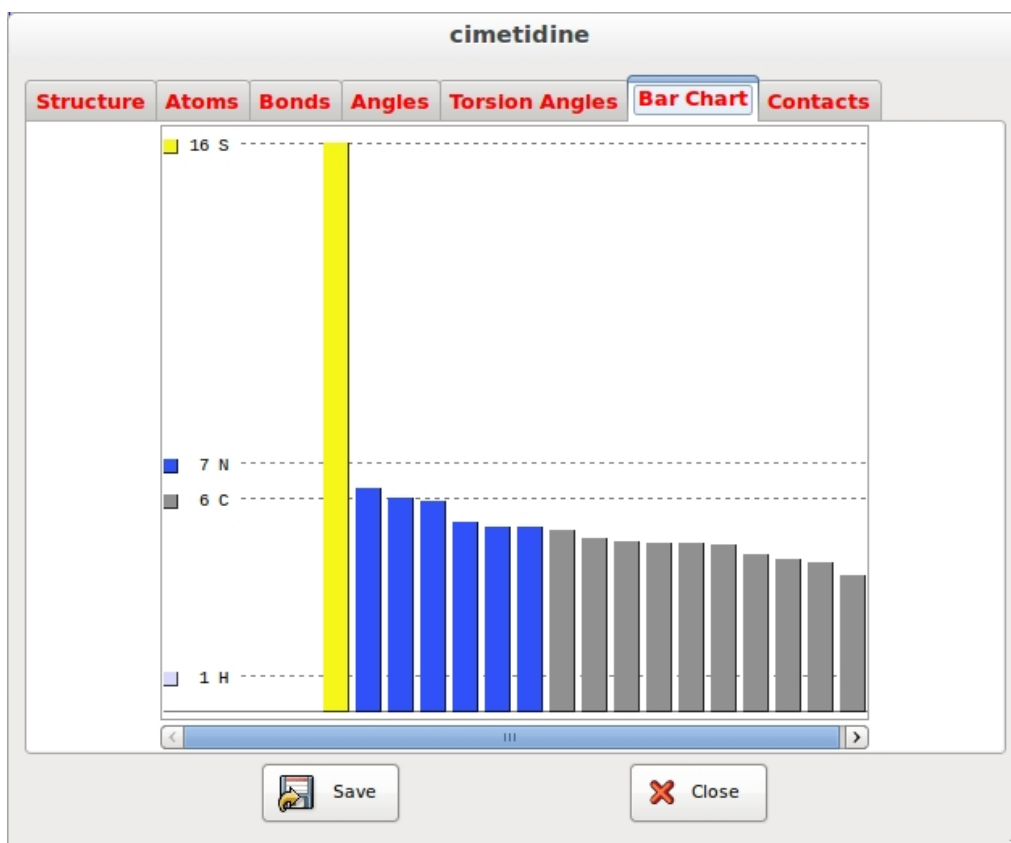 cimetidine
Structure Atoms Bonds Angles Torsion Angles Bar Chart Contacts
16 S
7 N
6 C
1 H
Save Close